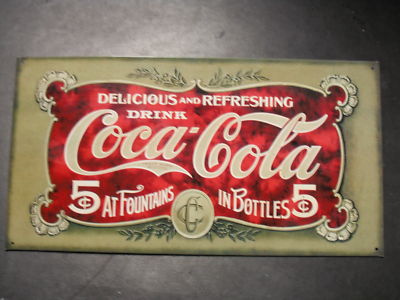 DELICIOUS AND REFRESHING
DRINK
Coca-Cola
5¢ AT FOUNTAINS IN BOTTLES 5¢
CC